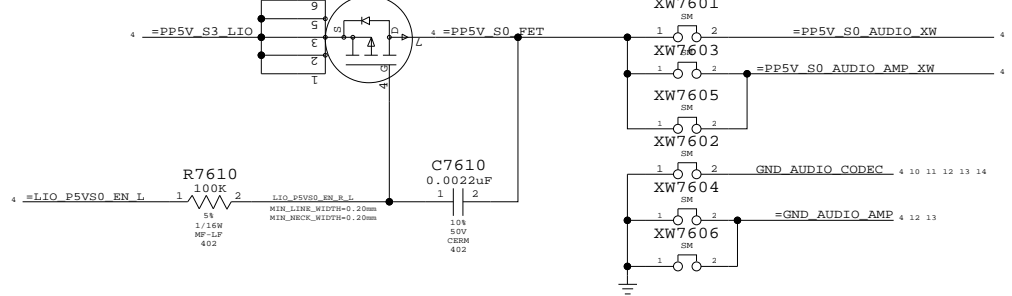 6
5
3
2
1
S
D
G
4
7
4 =PP5V_S3_LIO
4 =PP5V_S0_FET
XW7601
SM
1 2
=PP5V_S0_AUDIO_XW 4
XW7603
SM
1 2
=PP5V_S0_AUDIO_AMP_XW 4
XW7605
SM
1 2
XW7602
SM
1 2
GND_AUDIO_CODEC 4 10 11 12 13 14
XW7604
SM
1 2
=GND_AUDIO_AMP 4 12 13
XW7606
SM
1 2
4 =LIO_P5VS0_EN_L
R7610
100K
1 2
5%
1/16W
MF-LF
402
LIO_P5VS0_EN_R_L
MIN_LINE_WIDTH=0.20mm
MIN_NECK_WIDTH=0.20mm
C7610
0.0022uF
1 2
10%
50V
CERM
402